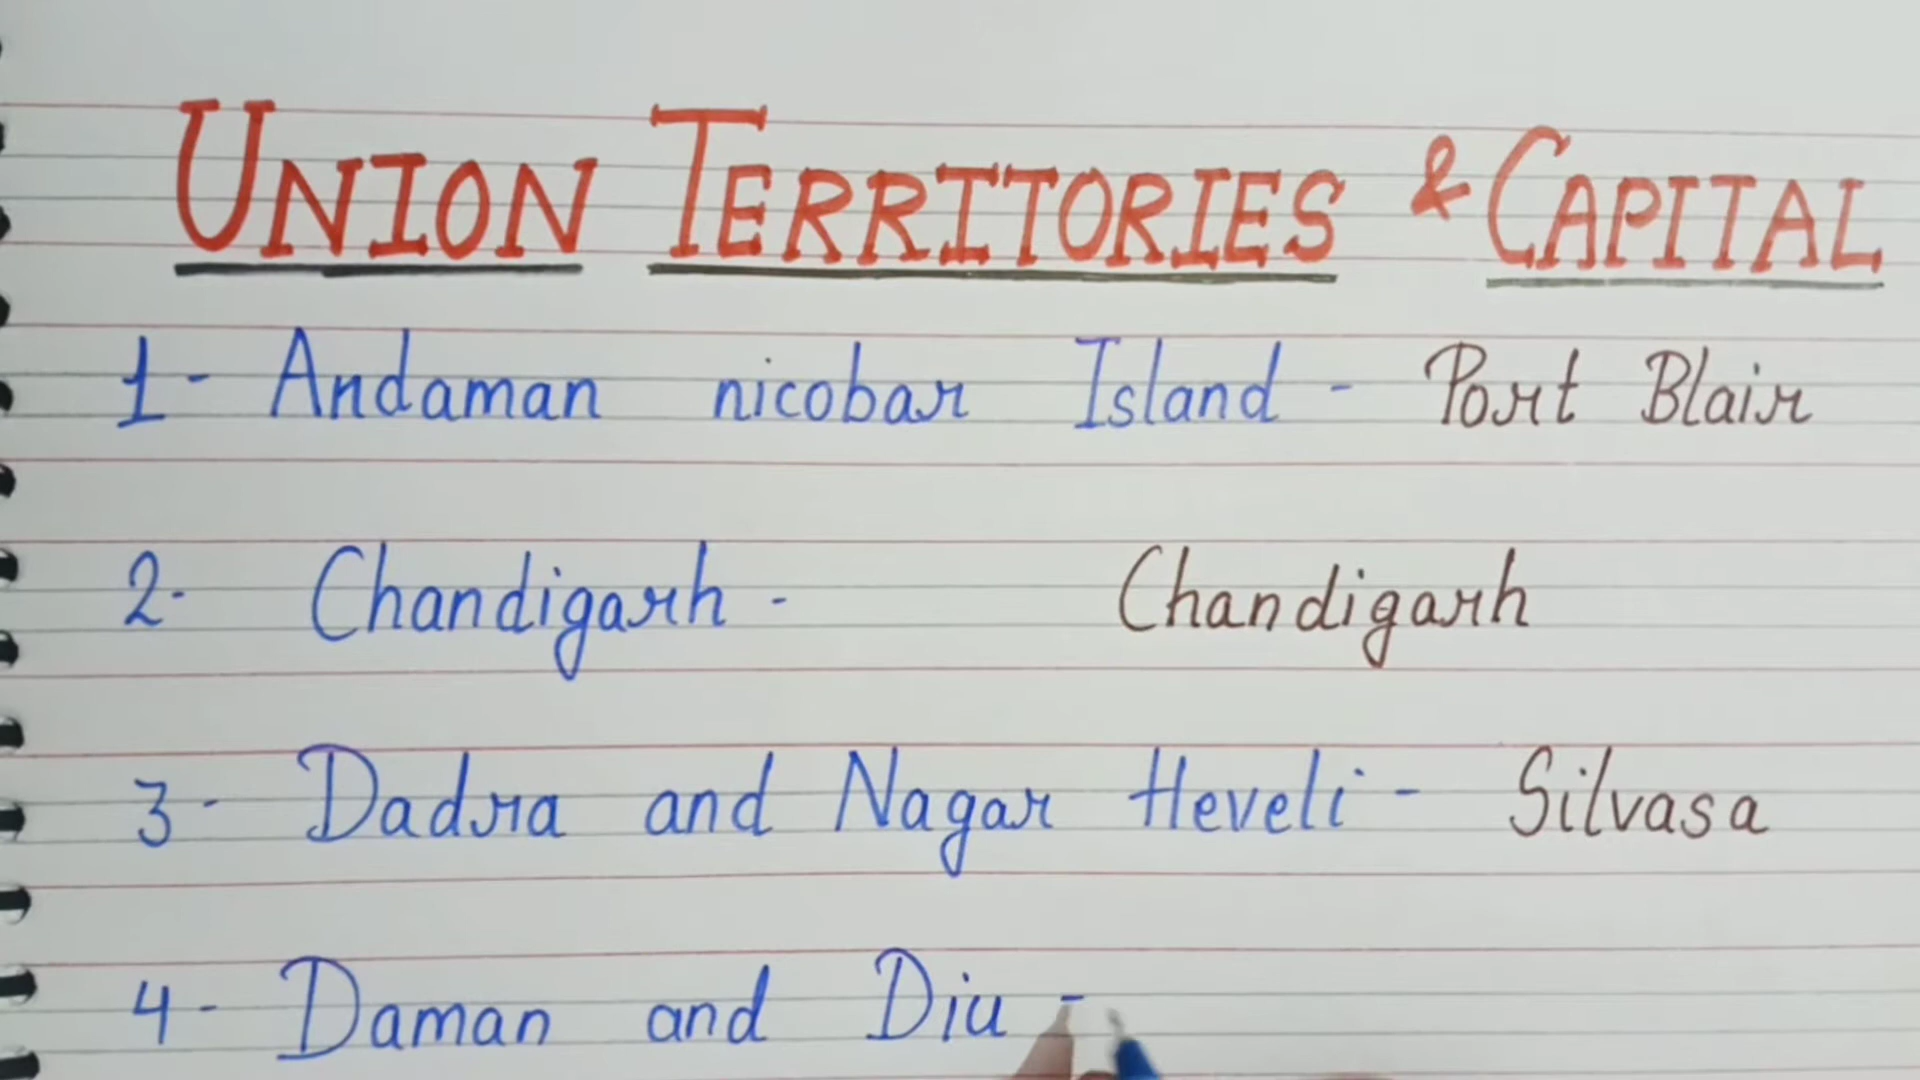 UNION TERRITORIES & CAPITAL
1- Andaman nicobar Island - Port Blair
2- Chandigarh - Chandigarh
3- Dadra and Nagar Heveli - Silvasa
4- Daman and Diu -